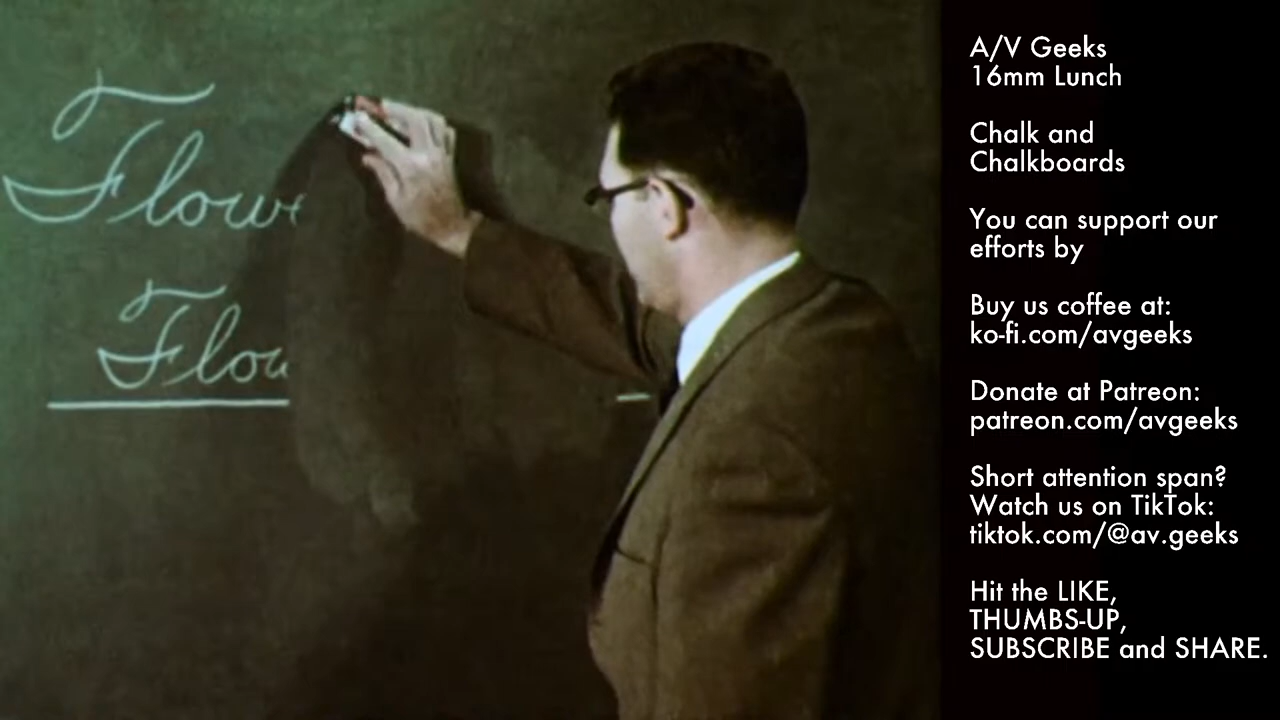 Flowe
Flow
A/V Geeks
16mm Lunch
Chalk and
Chalkboards
You can support our
efforts by
Buy us coffee at:
ko-fi.com/avgeeks
Donate at Patreon:
patreon.com/avgeeks
Short attention span?
Watch us on TikTok:
tiktok.com/@av.geeks
Hit the LIKE,
THUMBS-UP,
SUBSCRIBE and SHARE.